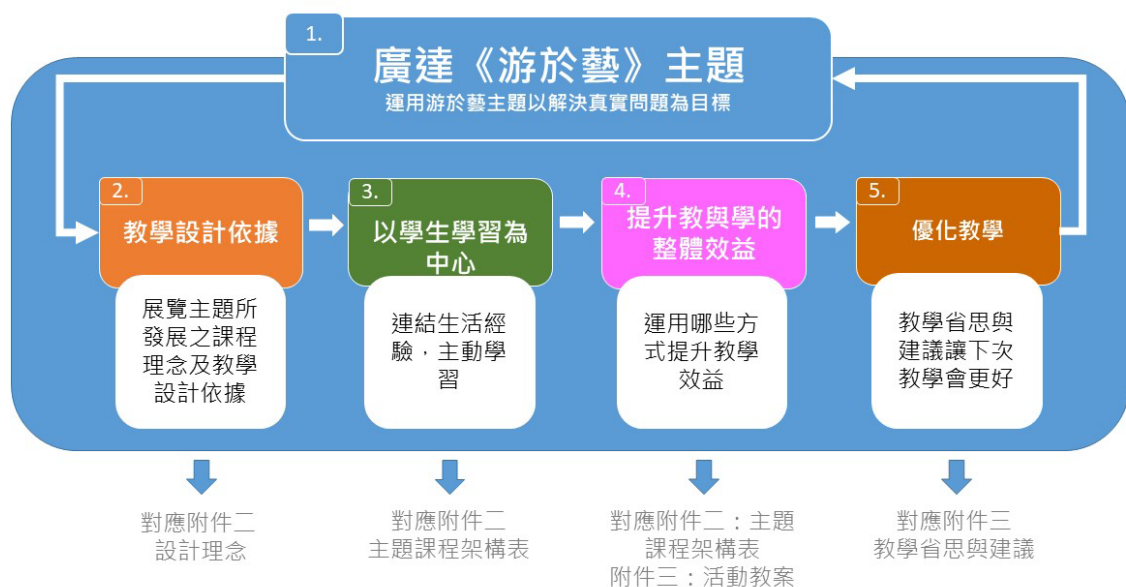 1.
廣達《游於藝》主題
運用游於藝主題以解決真實問題為目標
2.
教學設計依據
展覽主題所
發展之課程
理念及教學
設計依據
3.
以學生學習為
中心
連結生活經
驗，主動學
習
4.
提升教與學的
整體效益
運用哪些方
式提升教學
效益
5.
優化教學
教學省思與
建議讓下次
教學會更好
對應附件二
設計理念
對應附件二
主題課程架構表
對應附件二：主題
課程架構表
附件三：活動教案
對應附件三
教學省思與建議